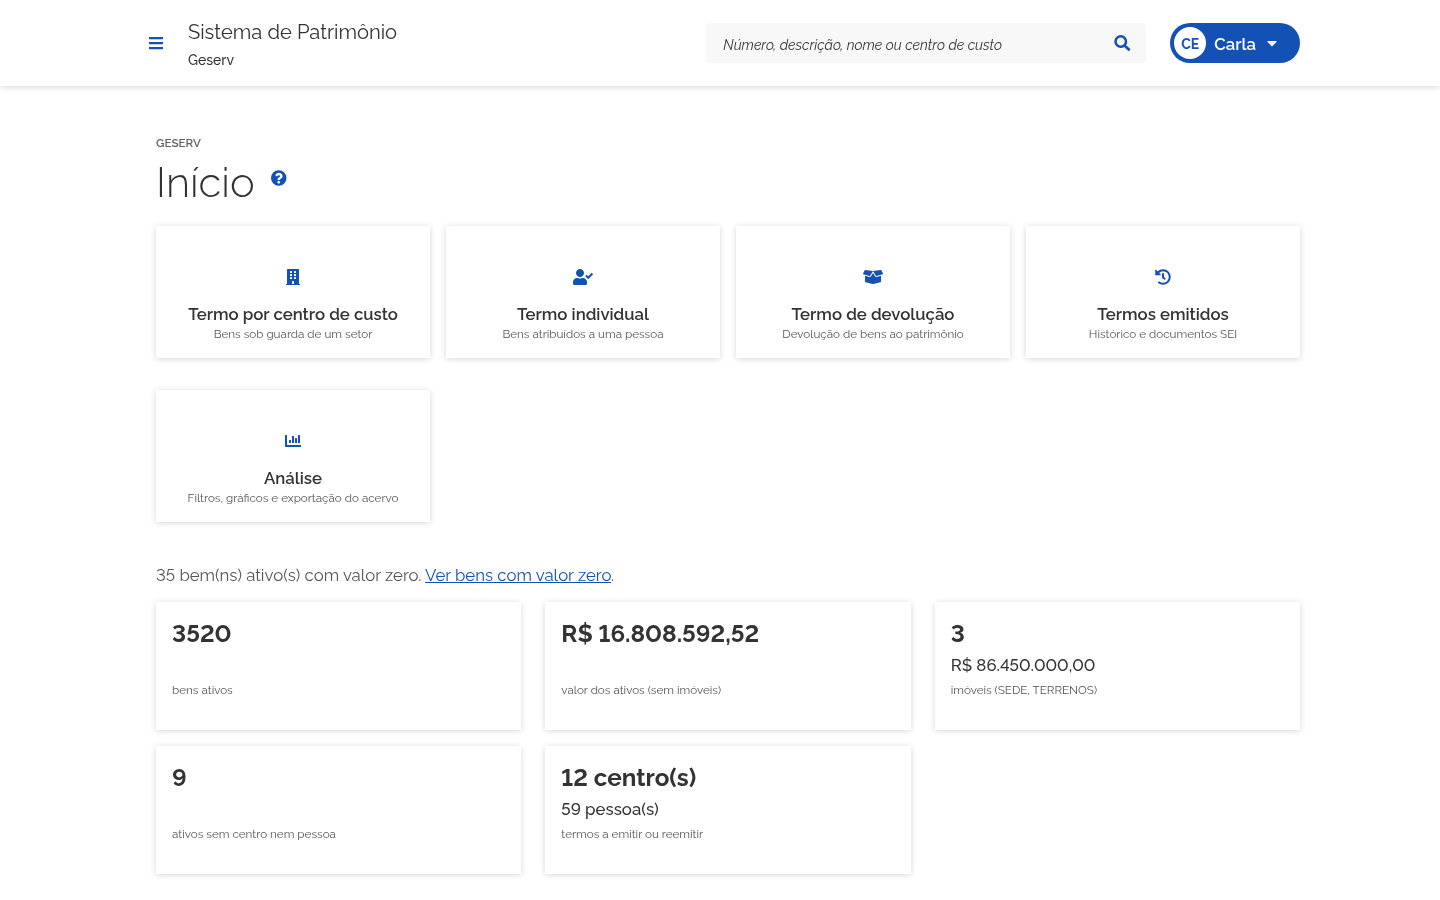 Sistema de Patrimônio
Geserv
Número, descrição, nome ou centro de custo
CE Carla
GESERV
Início
Termo por centro de custo
Bens sob guarda de um setor
Termo individual
Bens atribuídos a uma pessoa
Termo de devolução
Devolução de bens ao patrimônio
Termos emitidos
Histórico e documentos SEI
Análise
Filtros, gráficos e exportação do acervo
35 bem(ns) ativo(s) com valor zero. Ver bens com valor zero.
3520
bens ativos
R$ 16.808.592,52
valor dos ativos (sem imóveis)
3
R$ 86.450.000,00
imóveis (SEDE, TERRENOS)
9
ativos sem centro nem pessoa
12 centro(s)
59 pessoa(s)
termos a emitir ou reemitir